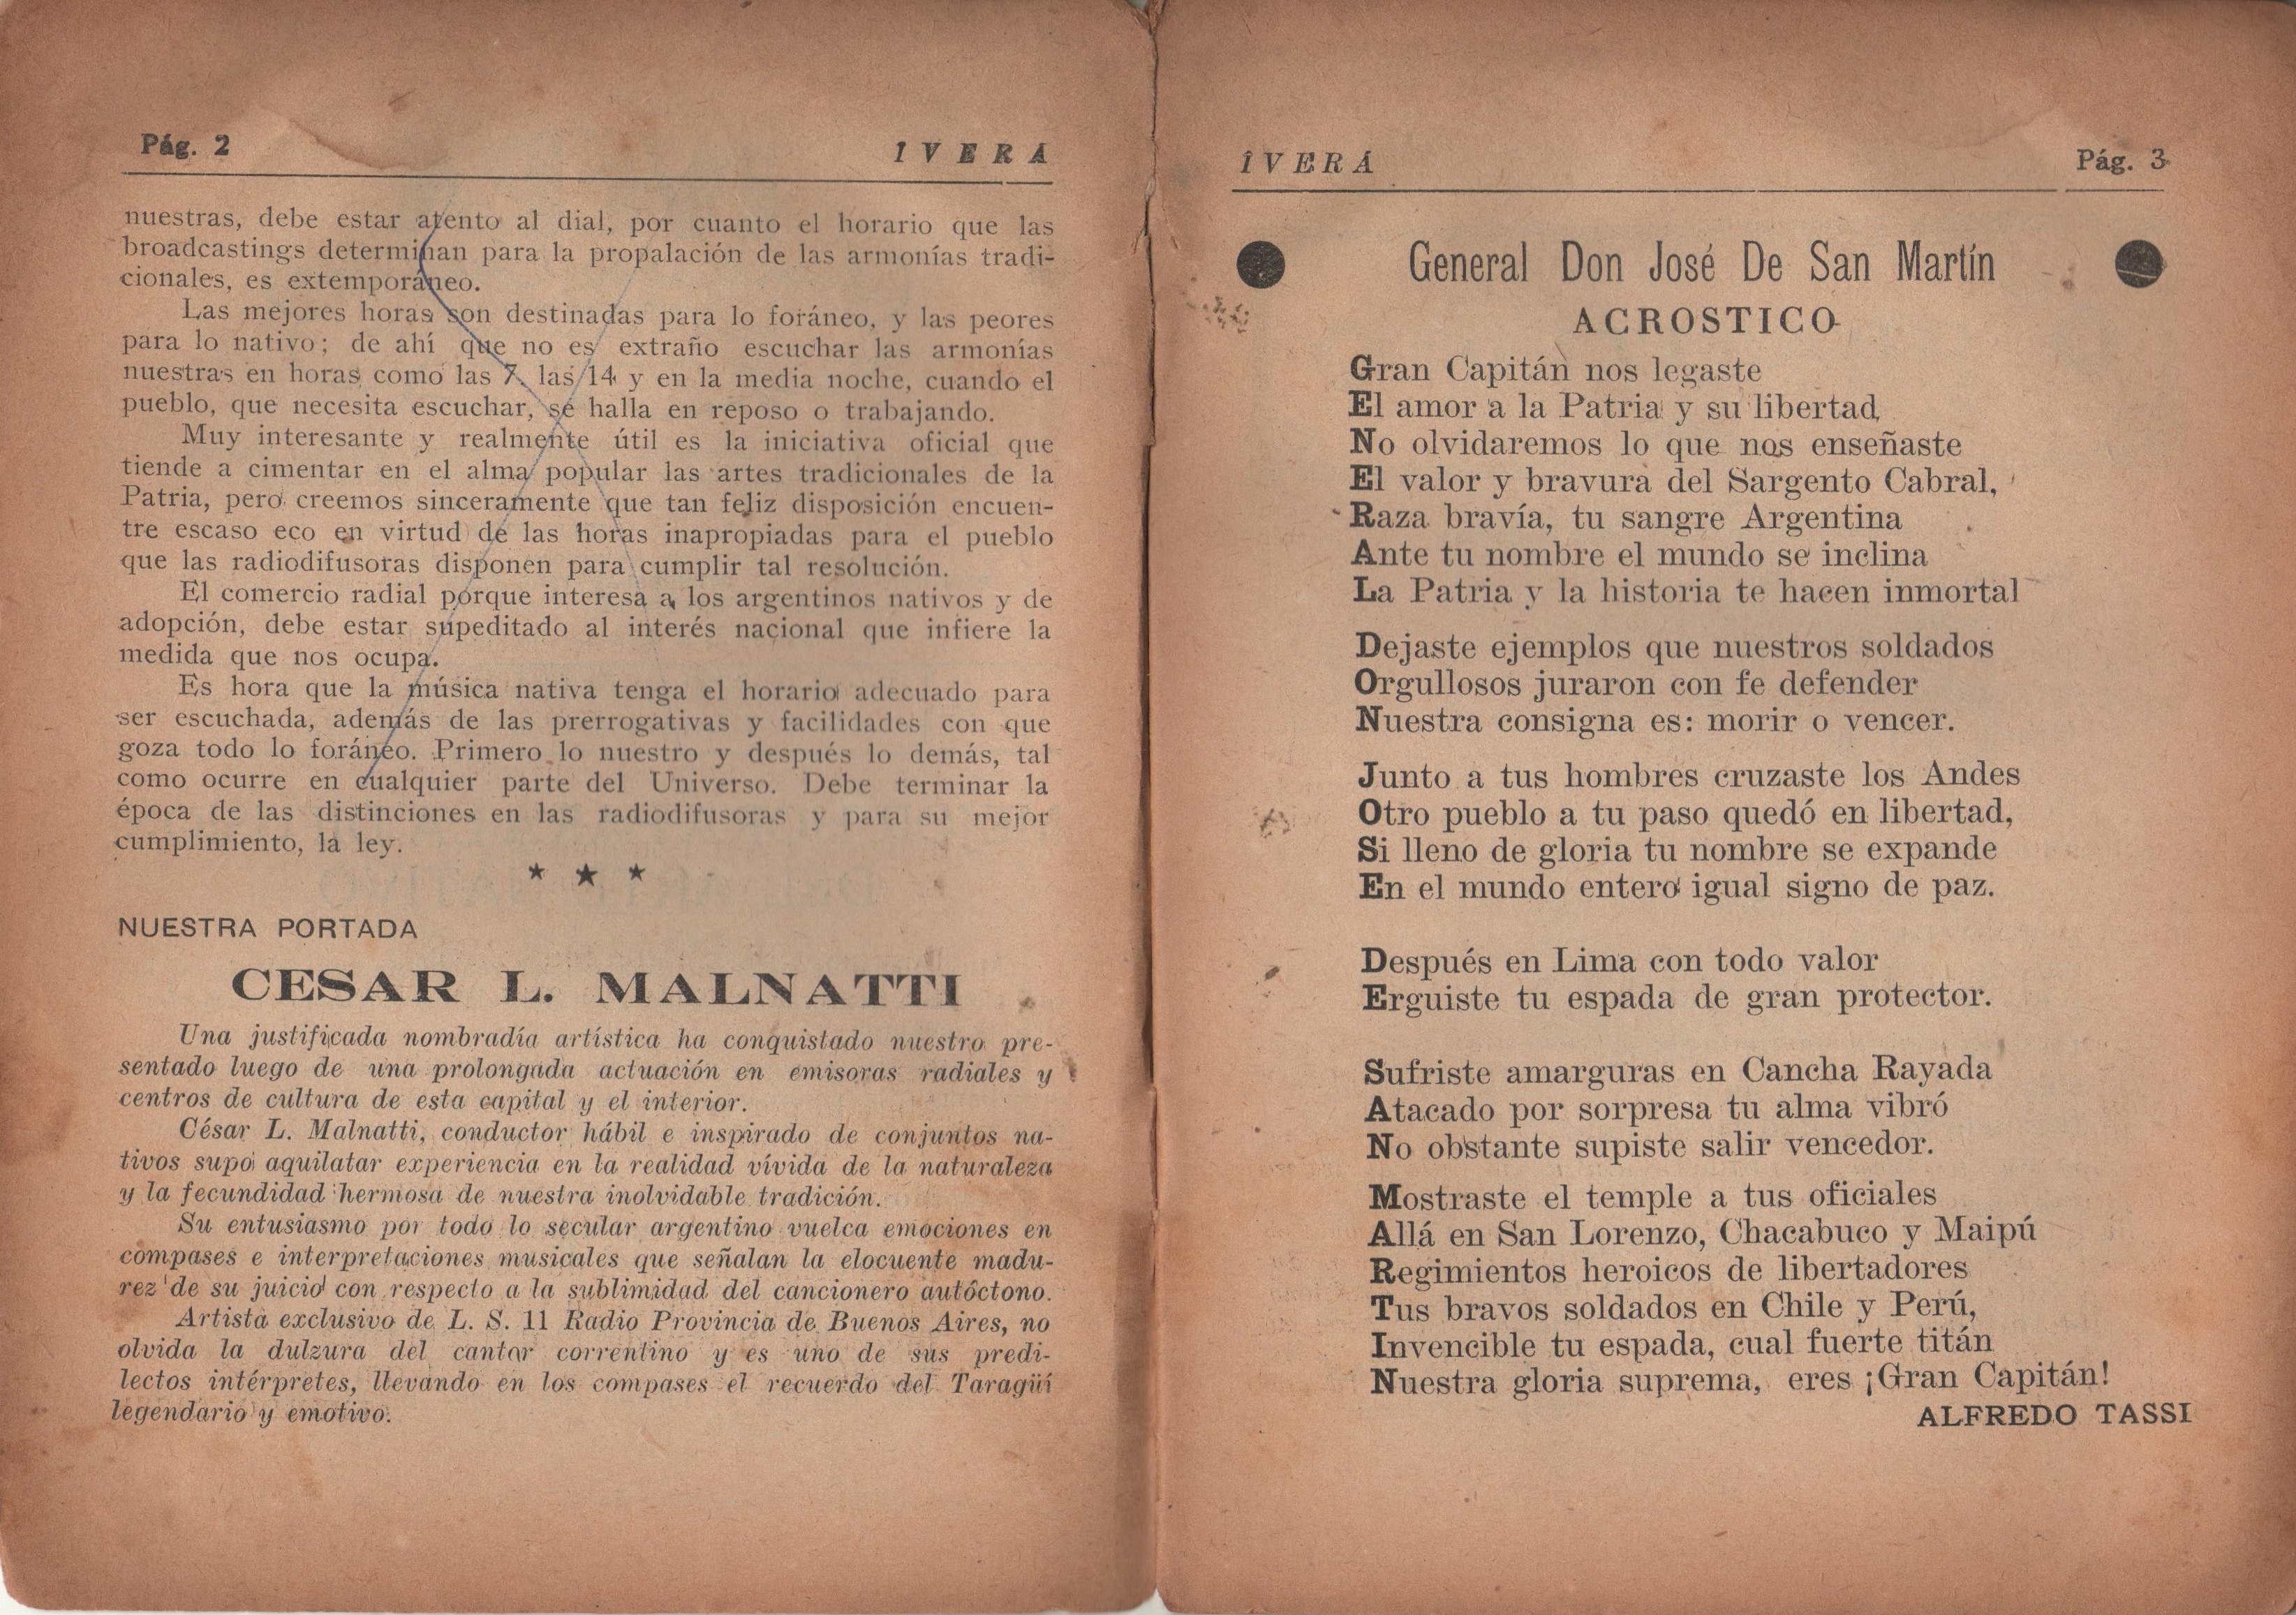 Pág. 2
IVERÁ
nuestras, debe estar atento al dial, por cuanto el horario que las
broadcastings determinan para la propalación de las armonías tradi-
cionales, es extemporáneo.
Las mejores horas son destinadas para lo foráneo, y las peores
para lo nativo; de ahí que no es extraño escuchar las armonías
nuestras en horas como las 7, las 14 y en la media noche, cuando el
pueblo, que necesita escuchar, se halla en reposo o trabajando.
Muy interesante y realmente útil es la iniciativa oficial que
tiende a cimentar en el alma popular las artes tradicionales de la
Patria, pero creemos sinceramente que tan feliz disposición encuen-
tre escaso eco en virtud de las horas inapropiadas para el pueblo
que las radiodifusoras disponen para cumplir tal resolución.
El comercio radial porque interesa a los argentinos nativos y de
adopción, debe estar supeditado al interés nacional que infiere la
medida que nos ocupa.
Es hora que la música nativa tenga el horario adecuado para
ser escuchada, además de las prerrogativas y facilidades con que
goza todo lo foráneo. Primero lo nuestro y después lo demás, tal
como ocurre en cualquier parte del Universo. Debe terminar la
época de las distinciones en las radiodifusoras y para su mejor
cumplimiento, la ley.
★ ★ ★
NUESTRA PORTADA
CESAR L. MALNATTI
Una justificada nombradía artística ha conquistado nuestro pre-
sentado luego de una prolongada actuación en emisoras radiales y
centros de cultura de esta capital y el interior.
César L. Malnatti, conductor hábil e inspirado de conjuntos na-
tivos supo aquilatar experiencia en la realidad vívida de la naturaleza
y la fecundidad hermosa de nuestra inolvidable tradición.
Su entusiasmo por todo lo secular argentino vuelca emociones en
compases e interpretaciones musicales que señalan la elocuente madu-
rez de su juicio con respecto a la sublimidad del cancionero autóctono.
Artista exclusivo de L. S. 11 Radio Provincia de Buenos Aires, no
olvida la dulzura del cantar correntino y es uno de sus predi-
lectos intérpretes, llevando en los compases el recuerdo del Taragüí
legendario y emotivo.
ÎVERÁ
Pág. 3
General Don José De San Martín
ACROSTICO
Gran Capitán nos legaste
El amor a la Patria y su libertad
No olvidaremos lo que nos enseñaste
El valor y bravura del Sargento Cabral,
Raza bravía, tu sangre Argentina
Ante tu nombre el mundo se inclina
La Patria y la historia te hacen inmortal
Dejaste ejemplos que nuestros soldados
Orgullosos juraron con fe defender
Nuestra consigna es: morir o vencer.
Junto a tus hombres cruzaste los Andes
Otro pueblo a tu paso quedó en libertad,
Si lleno de gloria tu nombre se expande
En el mundo entero igual signo de paz.
Después en Lima con todo valor
Erguiste tu espada de gran protector.
Sufriste amarguras en Cancha Rayada
Atacado por sorpresa tu alma vibró
No obstante supiste salir vencedor.
Mostraste el temple a tus oficiales
Allá en San Lorenzo, Chacabuco y Maipú
Regimientos heroicos de libertadores
Tus bravos soldados en Chile y Perú,
Invencible tu espada, cual fuerte titán
Nuestra gloria suprema, eres ¡Gran Capitán!
ALFREDO TASSI